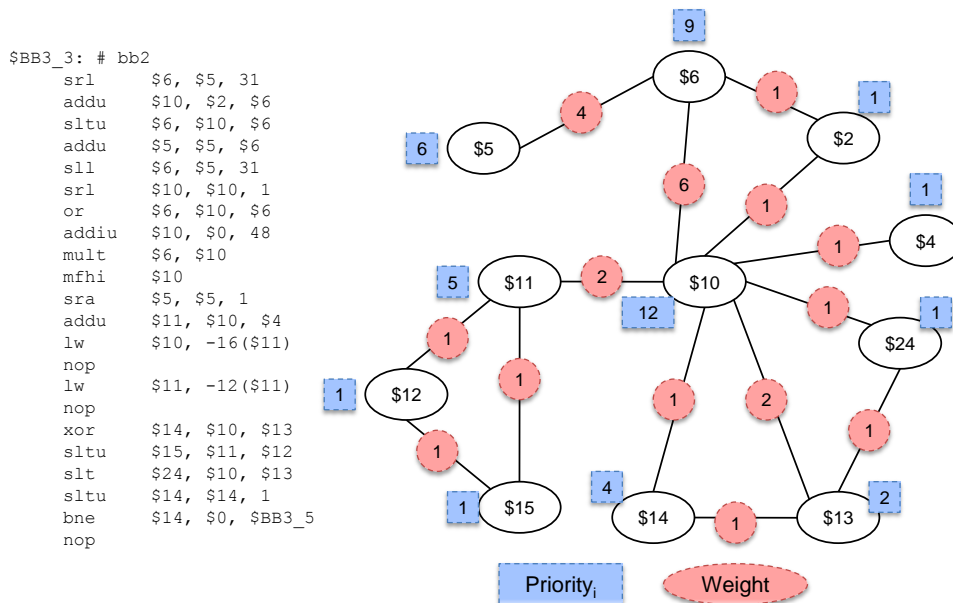 $BB3_3: # bb2
srl $6, $5, 31
addu $10, $2, $6
sltu $6, $10, $6
addu $5, $5, $6
sll $6, $5, 31
srl $10, $10, 1
or $6, $10, $6
addiu $10, $0, 48
mult $6, $10
mfhi $10
sra $5, $5, 1
addu $11, $10, $4
lw $10, -16($11)
nop
lw $11, -12($11)
nop
xor $14, $10, $13
sltu $15, $11, $12
slt $24, $10, $13
sltu $14, $14, 1
bne $14, $0, $BB3_5
nop
9
$6
1
1
4
$2
6
$5
6
1
1
1
$4
5
$11
2
$10
12
1
1
$24
1
1
1
$12
1
2
1
1
4
2
1
$15
$14
1
$13
Priorityi
Weight